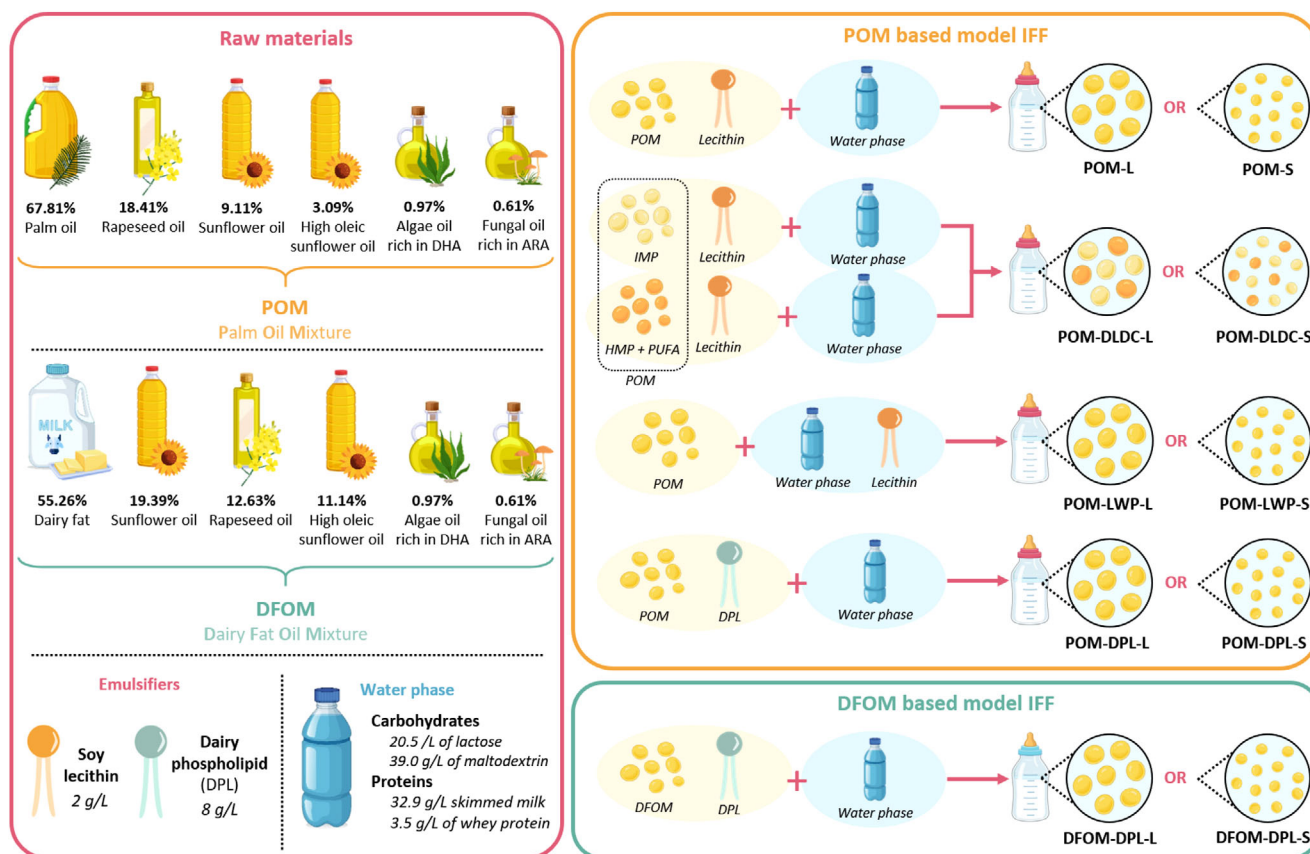 Raw materials
67.81%
Palm oil
18.41%
Rapeseed oil
9.11%
Sunflower oil
3.09%
High oleic
sunflower oil
0.97%
Algae oil
rich in DHA
0.61%
Fungal oil
rich in ARA
POM
Palm Oil Mixture
MILK
55.26%
Dairy fat
19.39%
Sunflower oil
12.63%
Rapeseed oil
11.14%
High oleic
sunflower oil
0.97%
Algae oil
rich in DHA
0.61%
Fungal oil
rich in ARA
DFOM
Dairy Fat Oil Mixture
Emulsifiers
Soy
lecithin
2 g/L
Dairy
phospholipid
(DPL)
8 g/L
Water phase
Carbohydrates
20.5 /L of lactose
39.0 g/L of maltodextrin
Proteins
32.9 g/L skimmed milk
3.5 g/L of whey protein
POM based model IFF
POM
Lecithin
+
Water phase
POM-L
OR
POM-S
IMP
Lecithin
+
Water phase
HMP + PUFA
Lecithin
+
Water phase
POM
POM-DLDC-L
OR
POM-DLDC-S
POM
+
Water phase
Lecithin
POM-LWP-L
OR
POM-LWP-S
POM
DPL
+
Water phase
POM-DPL-L
OR
POM-DPL-S
DFOM based model IFF
DFOM
DPL
+
Water phase
DFOM-DPL-L
OR
DFOM-DPL-S